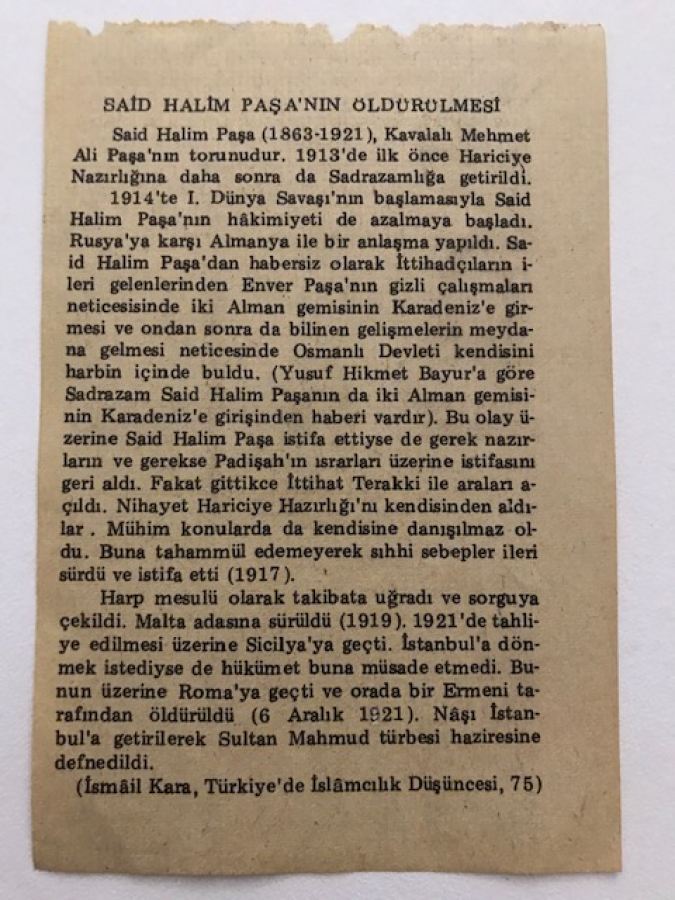 SAİD HALİM PAŞA'NIN ÖLDÜRÜLMESİ
Said Halim Paşa (1863-1921), Kavalalı Mehmet
Ali Paşa'nın torunudur. 1913'de ilk önce Hariciye
Nazırlığına daha sonra da Sadrazamlığa getirildi.
1914'te I. Dünya Savaşı'nın başlamasıyla Said
Halim Paşa'nın hâkimiyeti de azalmaya başladı.
Rusya'ya karşı Almanya ile bir anlaşma yapıldı. Sa-
id Halim Paşa'dan habersiz olarak İttihadçıların i-
leri gelenlerinden Enver Paşa'nın gizli çalışmaları
neticesisinde iki Alman gemisinin Karadeniz'e gir-
mesi ve ondan sonra da bilinen gelişmelerin meyda-
na gelmesi neticesinde Osmanlı Devleti kendisini
harbin içinde buldu. (Yusuf Hikmet Bayur'a göre
Sadrazam Said Halim Paşanın da iki Alman gemisi-
nin Karadeniz'e girişinden haberi vardır). Bu olay ü-
zerine Said Halim Paşa istifa ettiyse de gerek nazır-
ların ve gerekse Padişah'ın ısrarları üzerine istifasını
geri aldı. Fakat gittikce İttihat Terakki ile araları a-
çıldı. Nihayet Hariciye Hazırlığı'nı kendisinden aldı-
lar . Mühim konularda da kendisine danışılmaz ol-
du. Buna tahammül edemeyerek sıhhi sebepler ileri
sürdü ve istifa etti (1917).
Harp mesulü olarak takibata uğradı ve sorguya
çekildi. Malta adasına sürüldü (1919). 1921'de tahli-
ye edilmesi üzerine Sicilya'ya geçti. İstanbul'a dön-
mek istediyse de hükümet buna müsade etmedi. Bu-
nun üzerine Roma'ya geçti ve orada bir Ermeni ta-
rafından öldürüldü (6 Aralık 1921). Nâşı İstan-
bul'a getirilerek Sultan Mahmud türbesi haziresine
defnedildi.
(İsmâil Kara, Türkiye'de İslâmcılık Düşüncesi, 75)